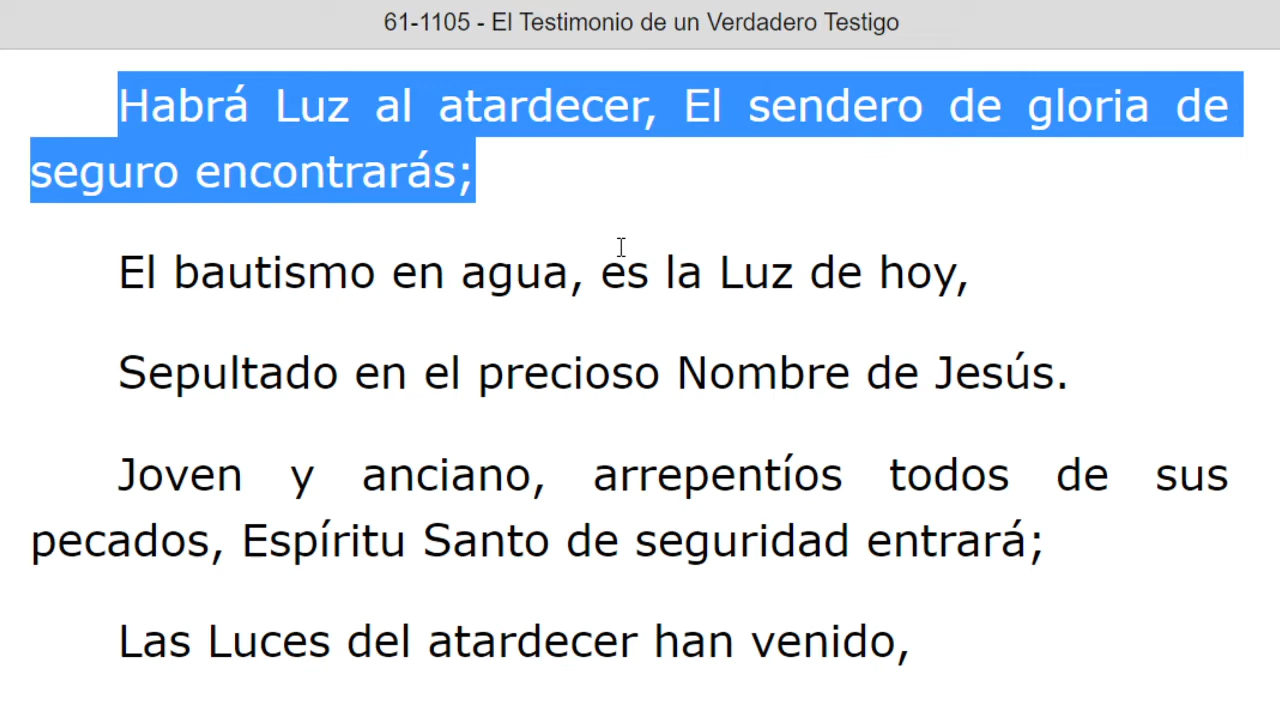 61-1105 - El Testimonio de un Verdadero Testigo
Habrá Luz al atardecer, El sendero de gloria de
seguro encontrarás;
El bautismo en agua, es la Luz de hoy,
Sepultado en el precioso Nombre de Jesús.
Joven y anciano, arrepentíos todos de sus
pecados, Espíritu Santo de seguridad entrará;
Las Luces del atardecer han venido,